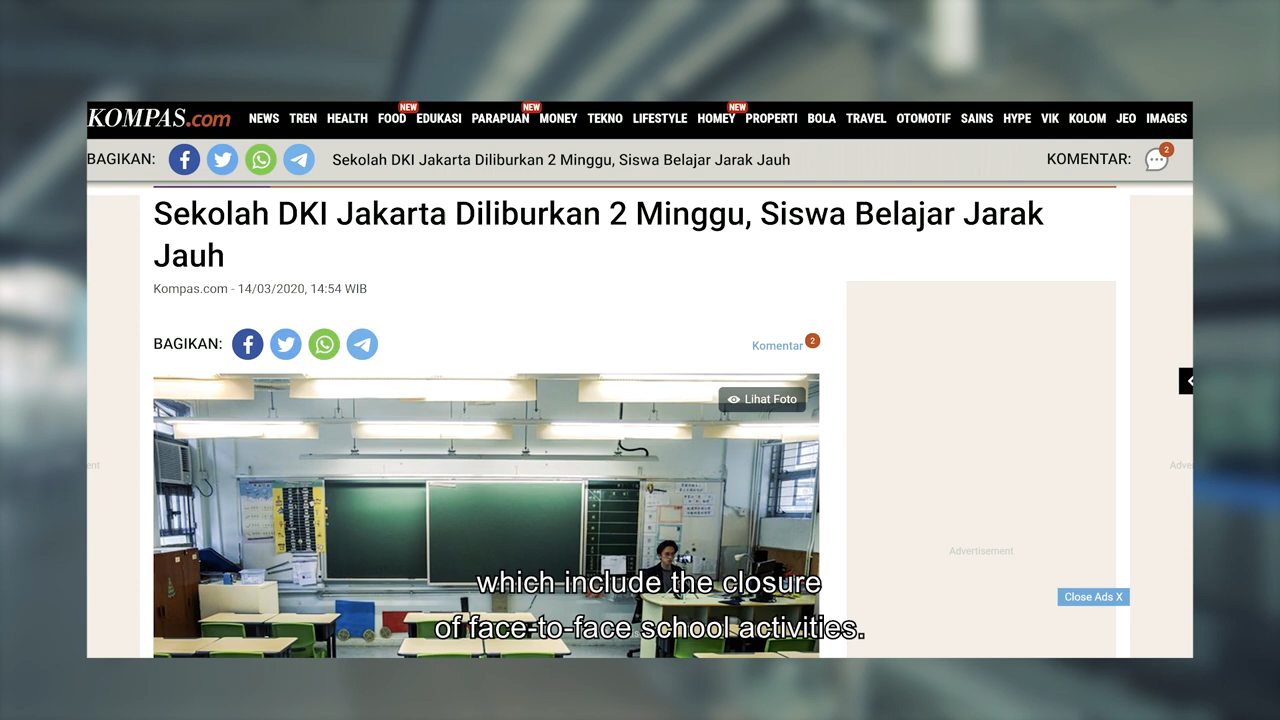 KOMPAS.com NEWS TREN HEALTH FOOD NEW EDUKASI PARAPUAN NEW MONEY TEKNO LIFESTYLE HOMEY NEW PROPERTI BOLA TRAVEL OTOMOTIF SAINS HYPE VIK KOLOM JEO IMAGES
BAGIKAN: Sekolah DKI Jakarta Diliburkan 2 Minggu, Siswa Belajar Jarak Jauh KOMENTAR: 2
Sekolah DKI Jakarta Diliburkan 2 Minggu, Siswa Belajar Jarak
Jauh
Kompas.com - 14/03/2020, 14:54 WIB
BAGIKAN: Komentar 2
Lihat Foto
ent
Adve
Advertisement
Close Ads X
which include the closure
of face-to-face school activities.